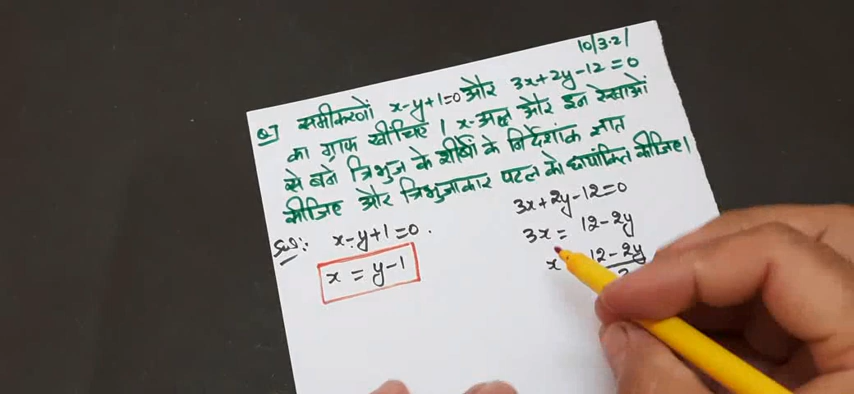 10/3.21
Q] समीकरणों x-y+1=0 और 3x+2y-12=0
का ग्राफ खींचिए। x-अक्ष और इन रेखाओं
से बने त्रिभुज के शीर्षों के निर्देशांक ज्ञात
कीजिए और त्रिभुजाकार पटल को छायांकित कीजिए।
Sol:
x-y+1=0.
x = y-1
3x+2y-12=0
3x = 12-2y
x 12-2y